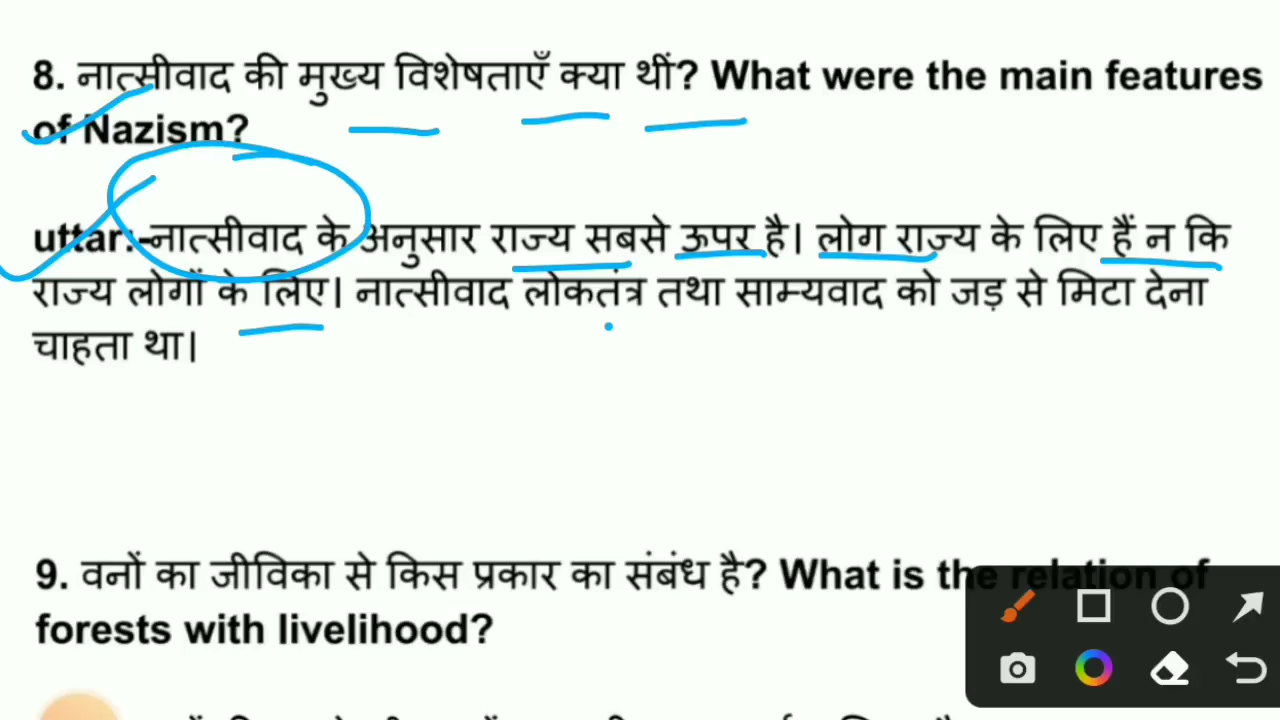 8. नात्सीवाद की मुख्य विशेषताएँ क्या थीं? What were the main features
of Nazism?
uttar:-नात्सीवाद के अनुसार राज्य सबसे ऊपर है। लोग राज्य के लिए हैं न कि
राज्य लोगों के लिए। नात्सीवाद लोकतंत्र तथा साम्यवाद को जड़ से मिटा देना
चाहता था।
9. वनों का जीविका से किस प्रकार का संबंध है? What is the relation of
forests with livelihood?